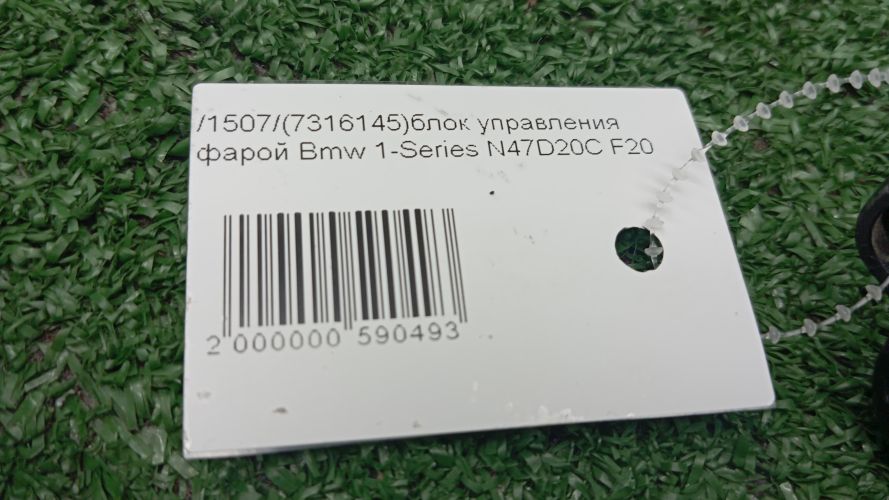 /1507/(7316145)блок управления
фарой Bmw 1-Series N47D20C F20
2 000000 590493